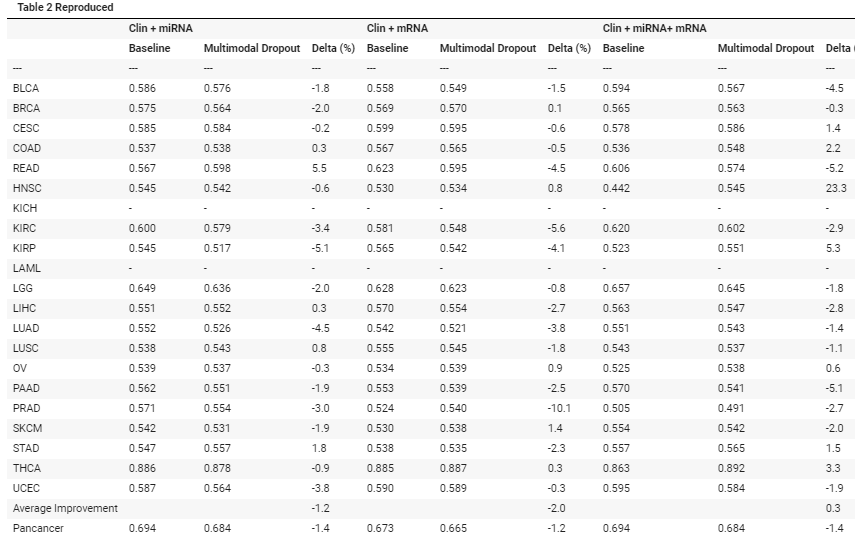 Table 2 Reproduced
Clin + miRNA Clin + mRNA Clin + miRNA+ mRNA
Baseline Multimodal Dropout Delta (%) Baseline Multimodal Dropout Delta (%) Baseline Multimodal Dropout Delta (
--- --- --- --- --- --- --- --- --- ---
BLCA 0.586 0.576 -1.8 0.558 0.549 -1.5 0.594 0.567 -4.5
BRCA 0.575 0.564 -2.0 0.569 0.570 0.1 0.565 0.563 -0.3
CESC 0.585 0.584 -0.2 0.599 0.595 -0.6 0.578 0.586 1.4
COAD 0.537 0.538 0.3 0.567 0.565 -0.5 0.536 0.548 2.2
READ 0.567 0.598 5.5 0.623 0.595 -4.5 0.606 0.574 -5.2
HNSC 0.545 0.542 -0.6 0.530 0.534 0.8 0.442 0.545 23.3
KICH - - - - - - - - -
KIRC 0.600 0.579 -3.4 0.581 0.548 -5.6 0.620 0.602 -2.9
KIRP 0.545 0.517 -5.1 0.565 0.542 -4.1 0.523 0.551 5.3
LAML - - - - - - - - -
LGG 0.649 0.636 -2.0 0.628 0.623 -0.8 0.657 0.645 -1.8
LIHC 0.551 0.552 0.3 0.570 0.554 -2.7 0.563 0.547 -2.8
LUAD 0.552 0.526 -4.5 0.542 0.521 -3.8 0.551 0.543 -1.4
LUSC 0.538 0.543 0.8 0.555 0.545 -1.8 0.543 0.537 -1.1
OV 0.539 0.537 -0.3 0.534 0.539 0.9 0.525 0.538 0.6
PAAD 0.562 0.551 -1.9 0.553 0.539 -2.5 0.570 0.541 -5.1
PRAD 0.571 0.554 -3.0 0.524 0.540 -10.1 0.505 0.491 -2.7
SKCM 0.542 0.531 -1.9 0.530 0.538 1.4 0.554 0.542 -2.0
STAD 0.547 0.557 1.8 0.538 0.535 -2.3 0.557 0.565 1.5
THCA 0.886 0.878 -0.9 0.885 0.887 0.3 0.863 0.892 3.3
UCEC 0.587 0.564 -3.8 0.590 0.589 -0.3 0.595 0.584 -1.9
Average Improvement -1.2 -2.0 0.3
Pancancer 0.694 0.684 -1.4 0.673 0.665 -1.2 0.694 0.684 -1.4